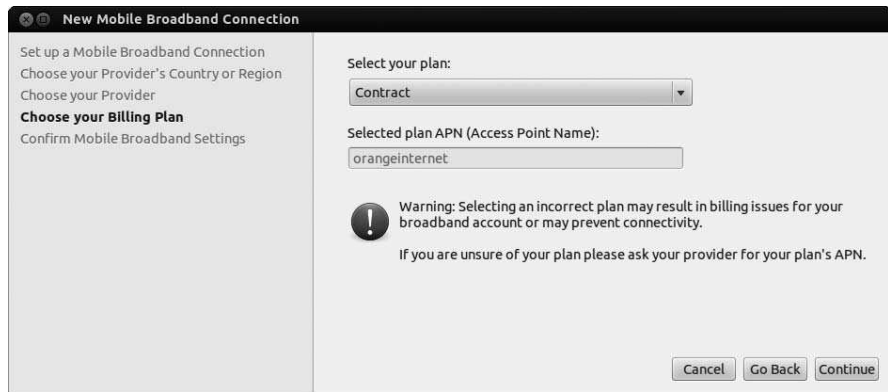 New Mobile Broadband Connection
Set up a Mobile Broadband Connection
Choose your Provider's Country or Region
Choose your Provider
Choose your Billing Plan
Confirm Mobile Broadband Settings
Select your plan:
Contract
Selected plan APN (Access Point Name):
orangeinternet
Warning: Selecting an incorrect plan may result in billing issues for your
broadband account or may prevent connectivity.
If you are unsure of your plan please ask your provider for your plan's APN.
Cancel
Go Back
Continue